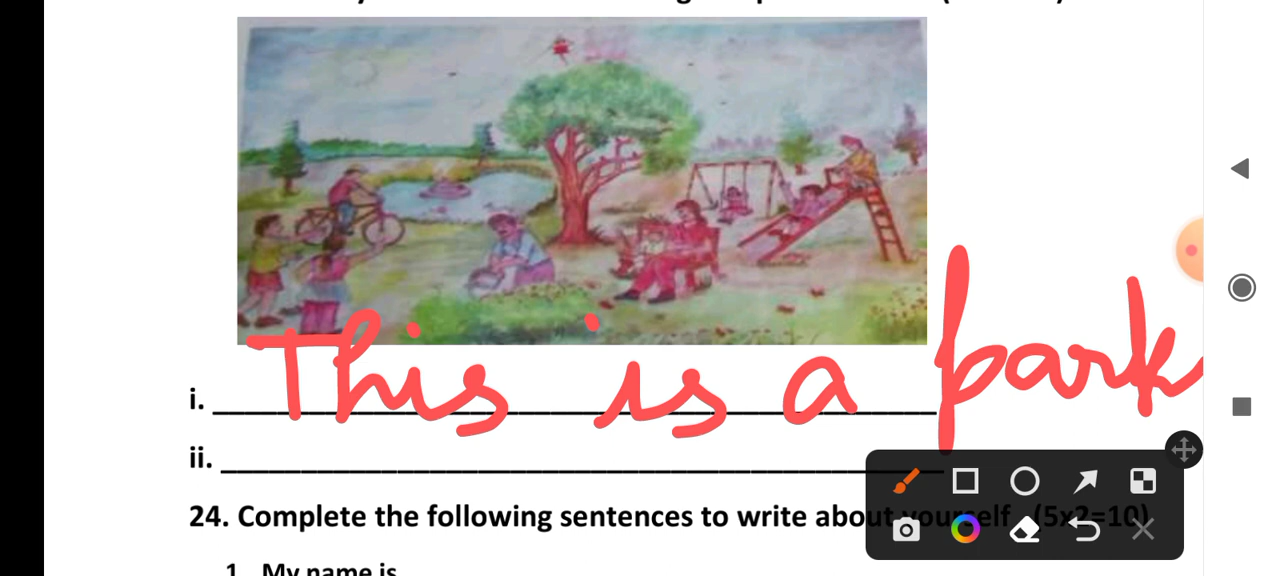 i. This is a park
ii.
24. Complete the following sentences to write about yourself. (5x2=10)
1. My name is